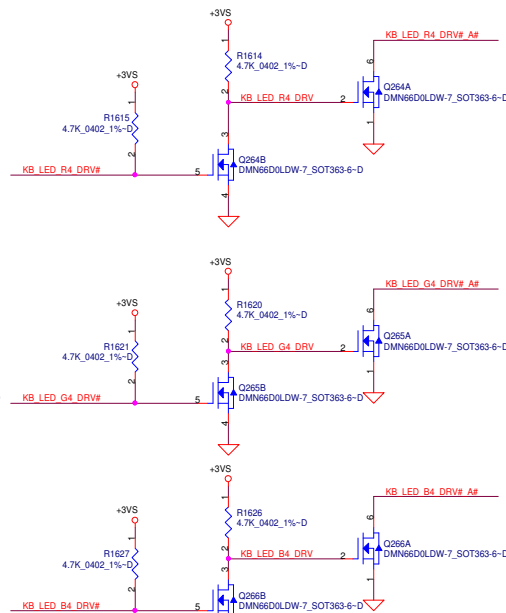 +3VS
KB_LED_R4_DRV#_A#
1
R1614
4.7K_0402_1%~D
2
6
Q264A
DMN66D0LDW-7_SOT363-6~D
+3VS
1
R1615
4.7K_0402_1%~D
2
KB_LED_R4_DRV
2
1
3
Q264B
DMN66D0LDW-7_SOT363-6~D
KB_LED_R4_DRV#
5
4
+3VS
KB_LED_G4_DRV#_A#
1
R1620
4.7K_0402_1%~D
2
6
Q265A
DMN66D0LDW-7_SOT363-6~D
+3VS
1
R1621
4.7K_0402_1%~D
2
KB_LED_G4_DRV
2
1
3
Q265B
DMN66D0LDW-7_SOT363-6~D
KB_LED_G4_DRV#
5
4
+3VS
KB_LED_B4_DRV#_A#
1
R1626
4.7K_0402_1%~D
2
6
Q266A
DMN66D0LDW-7_SOT363-6~D
+3VS
1
R1627
4.7K_0402_1%~D
2
KB_LED_B4_DRV
2
1
3
Q266B
DMN66D0LDW-7_SOT363-6~D
KB_LED_B4_DRV#
5